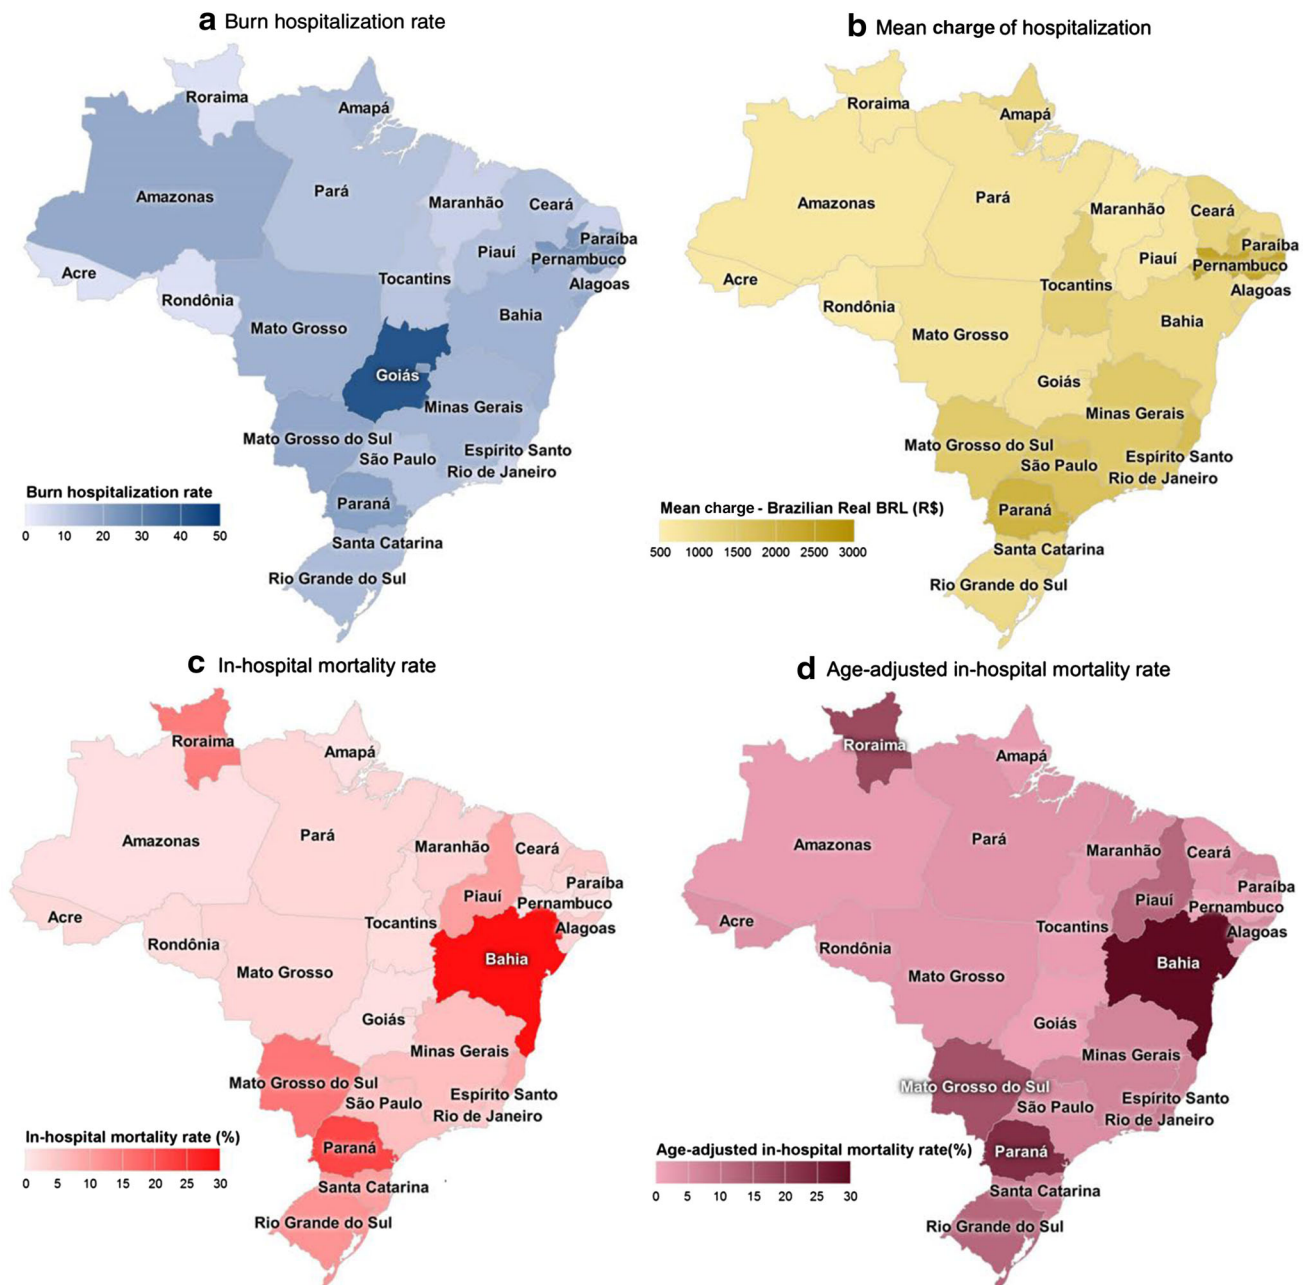 a Burn hospitalization rate
Roraima
Amapá
Amazonas
Pará
Maranhão
Ceará
Paraíba
Piauí
Pernambuco
Acre
Tocantins
Alagoas
Rondônia
Bahia
Mato Grosso
Goiás
Minas Gerais
Mato Grosso do Sul
Espírito Santo
São Paulo
Rio de Janeiro
Burn hospitalization rate
0 10 20 30 40 50
Paraná
Santa Catarina
Rio Grande do Sul
b Mean charge of hospitalization
Roraima
Amapá
Amazonas
Pará
Maranhão
Ceará
Paraíba
Piauí
Pernambuco
Acre
Tocantins
Alagoas
Rondônia
Bahia
Mato Grosso
Goiás
Minas Gerais
Mato Grosso do Sul
Espírito Santo
São Paulo
Rio de Janeiro
Mean charge - Brazilian Real BRL (R$)
500 1000 1500 2000 2500 3000
Paraná
Santa Catarina
Rio Grande do Sul
c In-hospital mortality rate
Roraima
Amapá
Amazonas
Pará
Maranhão
Ceará
Paraíba
Piauí
Pernambuco
Acre
Tocantins
Alagoas
Rondônia
Bahia
Mato Grosso
Goiás
Minas Gerais
Mato Grosso do Sul
Espírito Santo
São Paulo
Rio de Janeiro
In-hospital mortality rate (%)
0 5 10 15 20 25 30
Paraná
Santa Catarina
Rio Grande do Sul
d Age-adjusted in-hospital mortality rate
Roraima
Amapá
Amazonas
Pará
Maranhão
Ceará
Paraíba
Piauí
Pernambuco
Acre
Tocantins
Alagoas
Rondônia
Bahia
Mato Grosso
Goiás
Minas Gerais
Mato Grosso do Sul
Espírito Santo
São Paulo
Rio de Janeiro
Age-adjusted in-hospital mortality rate(%)
0 5 10 15 20 25 30
Paraná
Santa Catarina
Rio Grande do Sul